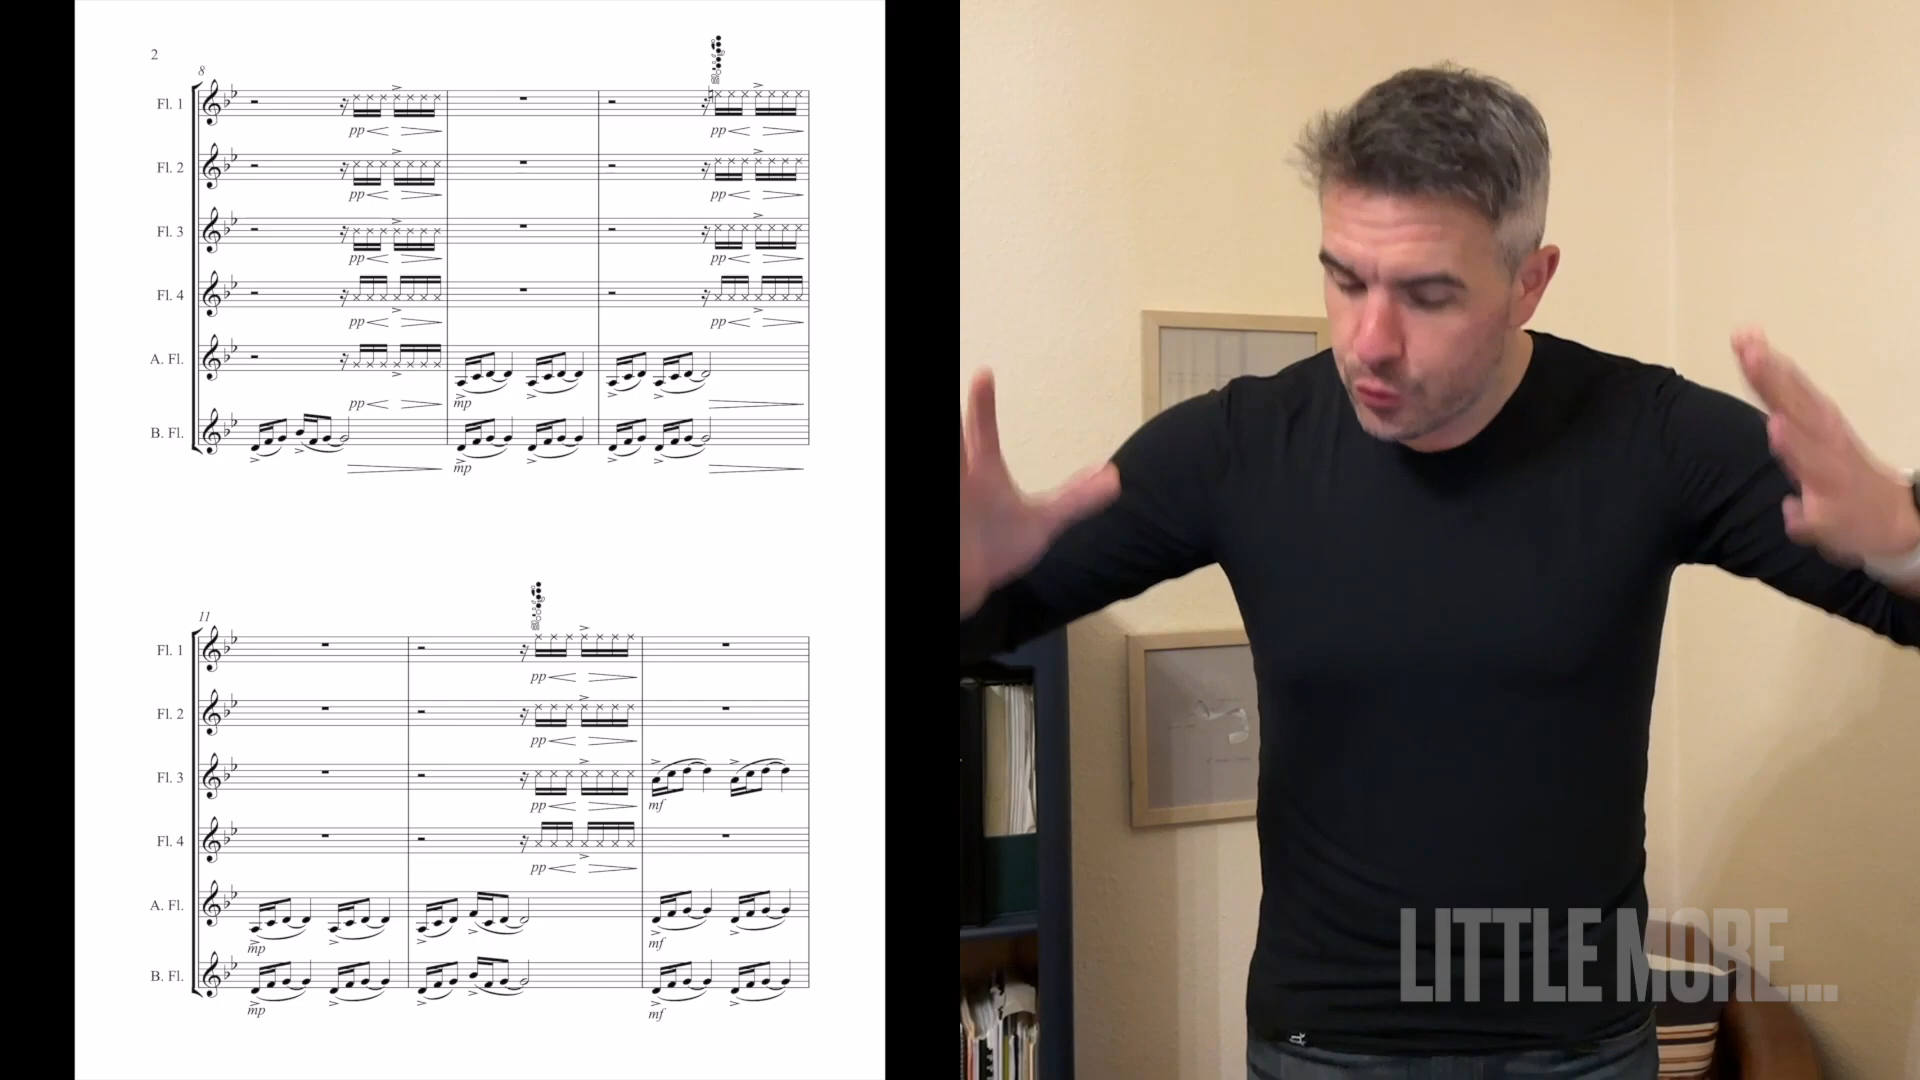 2
8
Fl. 1
pp
pp
Fl. 2
pp
pp
Fl. 3
pp
pp
Fl. 4
pp
pp
A. Fl.
pp
mp
B. Fl.
mp
11
Fl. 1
pp
Fl. 2
pp
Fl. 3
pp
mf
Fl. 4
pp
A. Fl.
mp
mf
B. Fl.
mp
mf
LITTLE MORE...